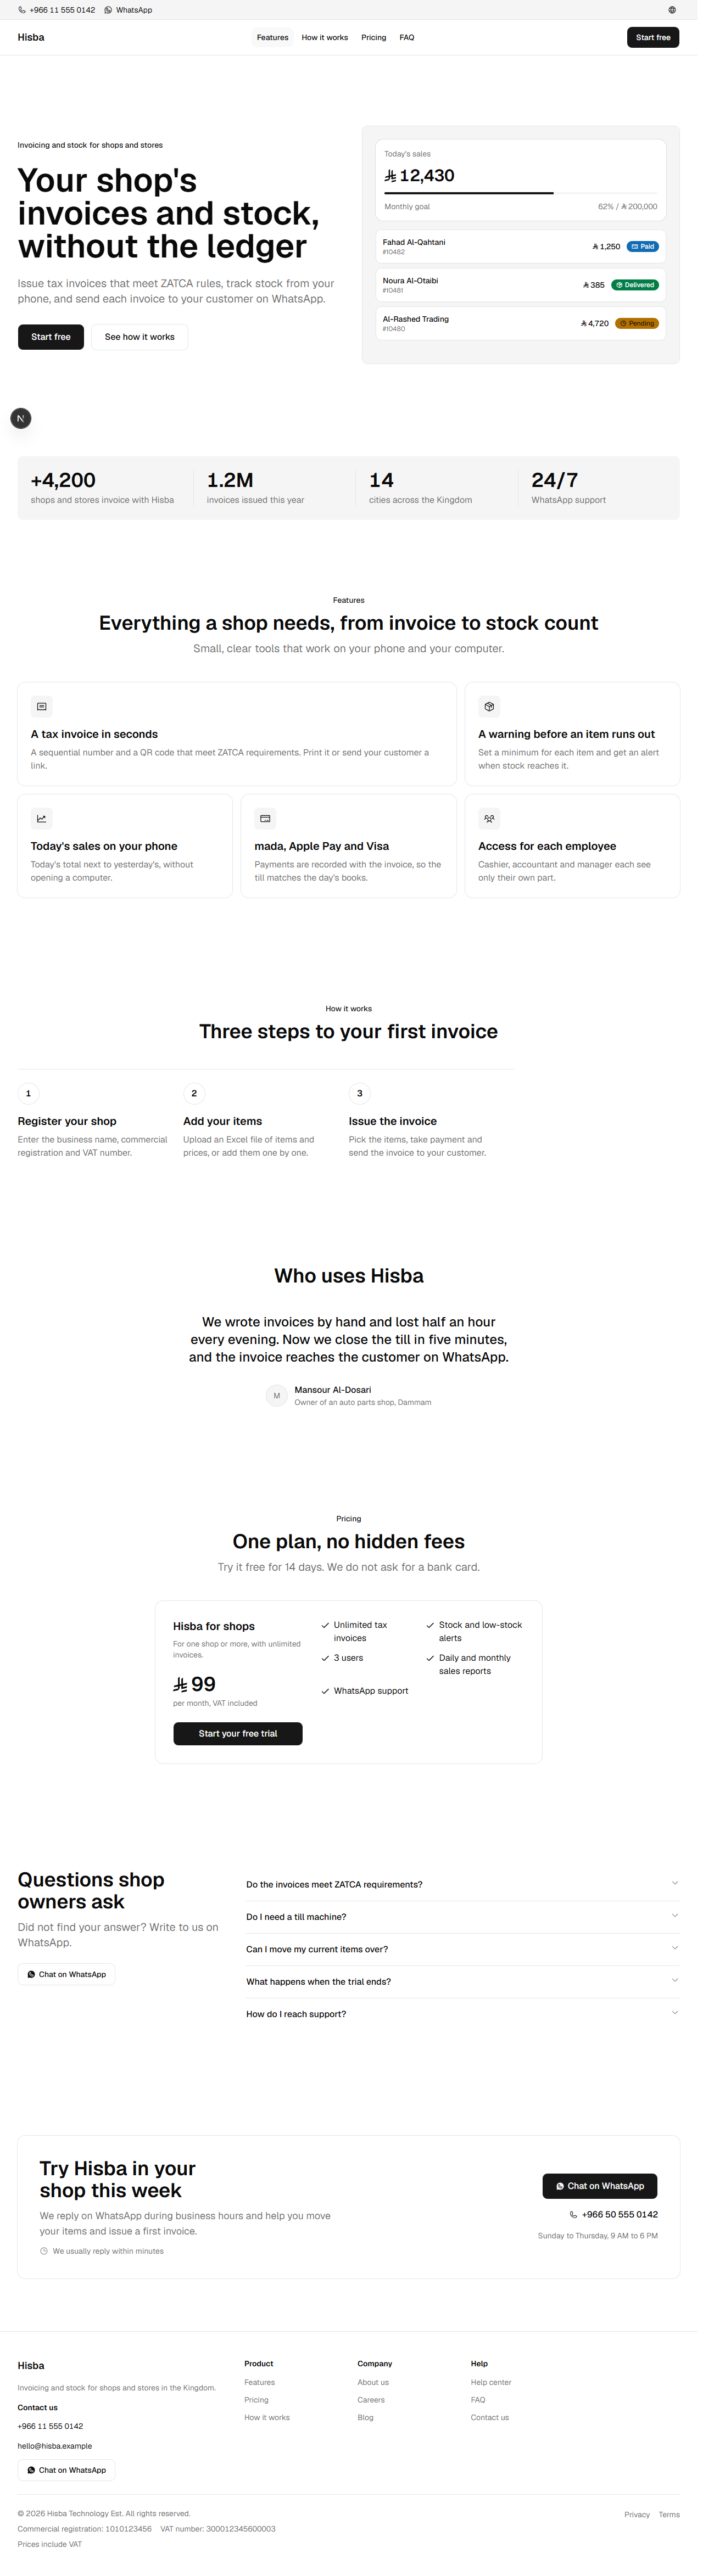 +966 11 555 0142 WhatsApp
Hisba Features How it works Pricing FAQ Start free
Invoicing and stock for shops and stores
Your shop's
invoices and stock,
without the ledger
Issue tax invoices that meet ZATCA rules, track stock from your
phone, and send each invoice to your customer on WhatsApp.
Start free See how it works
Today's sales
⃁ 12,430
Monthly goal 62% / ⃁ 200,000
Fahad Al-Qahtani
#10482
⃁ 1,250 Paid
Noura Al-Otaibi
#10481
⃁ 385 Delivered
Al-Rashed Trading
#10480
⃁ 4,720 Pending
N
+4,200
shops and stores invoice with Hisba
1.2M
invoices issued this year
14
cities across the Kingdom
24/7
WhatsApp support
Features
Everything a shop needs, from invoice to stock count
Small, clear tools that work on your phone and your computer.
A tax invoice in seconds
A sequential number and a QR code that meet ZATCA requirements. Print it or send your customer a
link.
A warning before an item runs out
Set a minimum for each item and get an alert
when stock reaches it.
Today's sales on your phone
Today's total next to yesterday's, without
opening a computer.
mada, Apple Pay and Visa
Payments are recorded with the invoice, so the
till matches the day's books.
Access for each employee
Cashier, accountant and manager each see
only their own part.
How it works
Three steps to your first invoice
1
Register your shop
Enter the business name, commercial
registration and VAT number.
2
Add your items
Upload an Excel file of items and
prices, or add them one by one.
3
Issue the invoice
Pick the items, take payment and
send the invoice to your customer.
Who uses Hisba
We wrote invoices by hand and lost half an hour
every evening. Now we close the till in five minutes,
and the invoice reaches the customer on WhatsApp.
M
Mansour Al-Dosari
Owner of an auto parts shop, Dammam
Pricing
One plan, no hidden fees
Try it free for 14 days. We do not ask for a bank card.
Hisba for shops
For one shop or more, with unlimited
invoices.
⃁ 99
per month, VAT included
Start your free trial
Unlimited tax
invoices
Stock and low-stock
alerts
3 users
Daily and monthly
sales reports
WhatsApp support
Questions shop
owners ask
Did not find your answer? Write to us on
WhatsApp.
Chat on WhatsApp
Do the invoices meet ZATCA requirements?
Do I need a till machine?
Can I move my current items over?
What happens when the trial ends?
How do I reach support?
Try Hisba in your
shop this week
We reply on WhatsApp during business hours and help you move
your items and issue a first invoice.
We usually reply within minutes
Chat on WhatsApp
+966 50 555 0142
Sunday to Thursday, 9 AM to 6 PM
Hisba
Invoicing and stock for shops and stores in the Kingdom.
Contact us
+966 11 555 0142
hello@hisba.example
Chat on WhatsApp
Product
Features
Pricing
How it works
Company
About us
Careers
Blog
Help
Help center
FAQ
Contact us
© 2026 Hisba Technology Est. All rights reserved.
Commercial registration: 1010123456 VAT number: 300012345600003
Prices include VAT
Privacy Terms